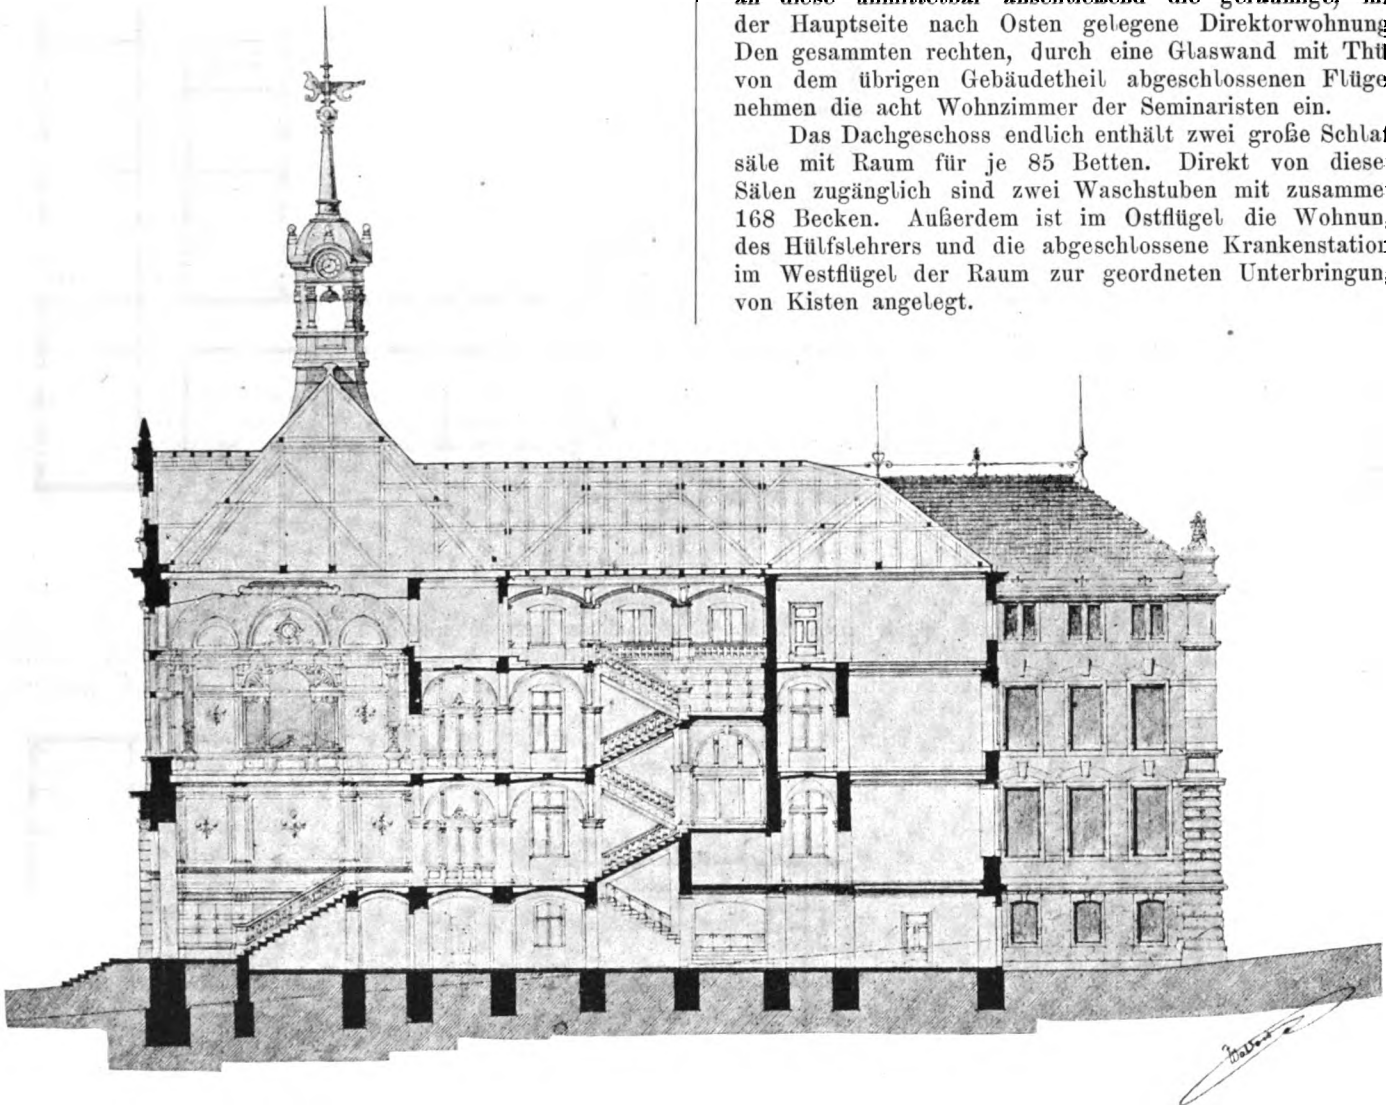 der Hauptseite nach Osten gelegene Direktorwohnung
Den gesammten rechten, durch eine Glaswand mit Thü
von dem übrigen Gebäudetheil abgeschlossenen Flüge
nehmen die acht Wohnzimmer der Seminaristen ein.
Das Dachgeschoss endlich enthält zwei große Schlaf
säle mit Raum für je 85 Betten. Direkt von diese
Sälen zugänglich sind zwei Waschstuben mit zusamme
168 Becken. Außerdem ist im Ostflügel die Wohnun
des Hülfslehrers und die abgeschlossene Krankenstation
im Westflügel der Raum zur geordneten Unterbringun
von Kisten angelegt.